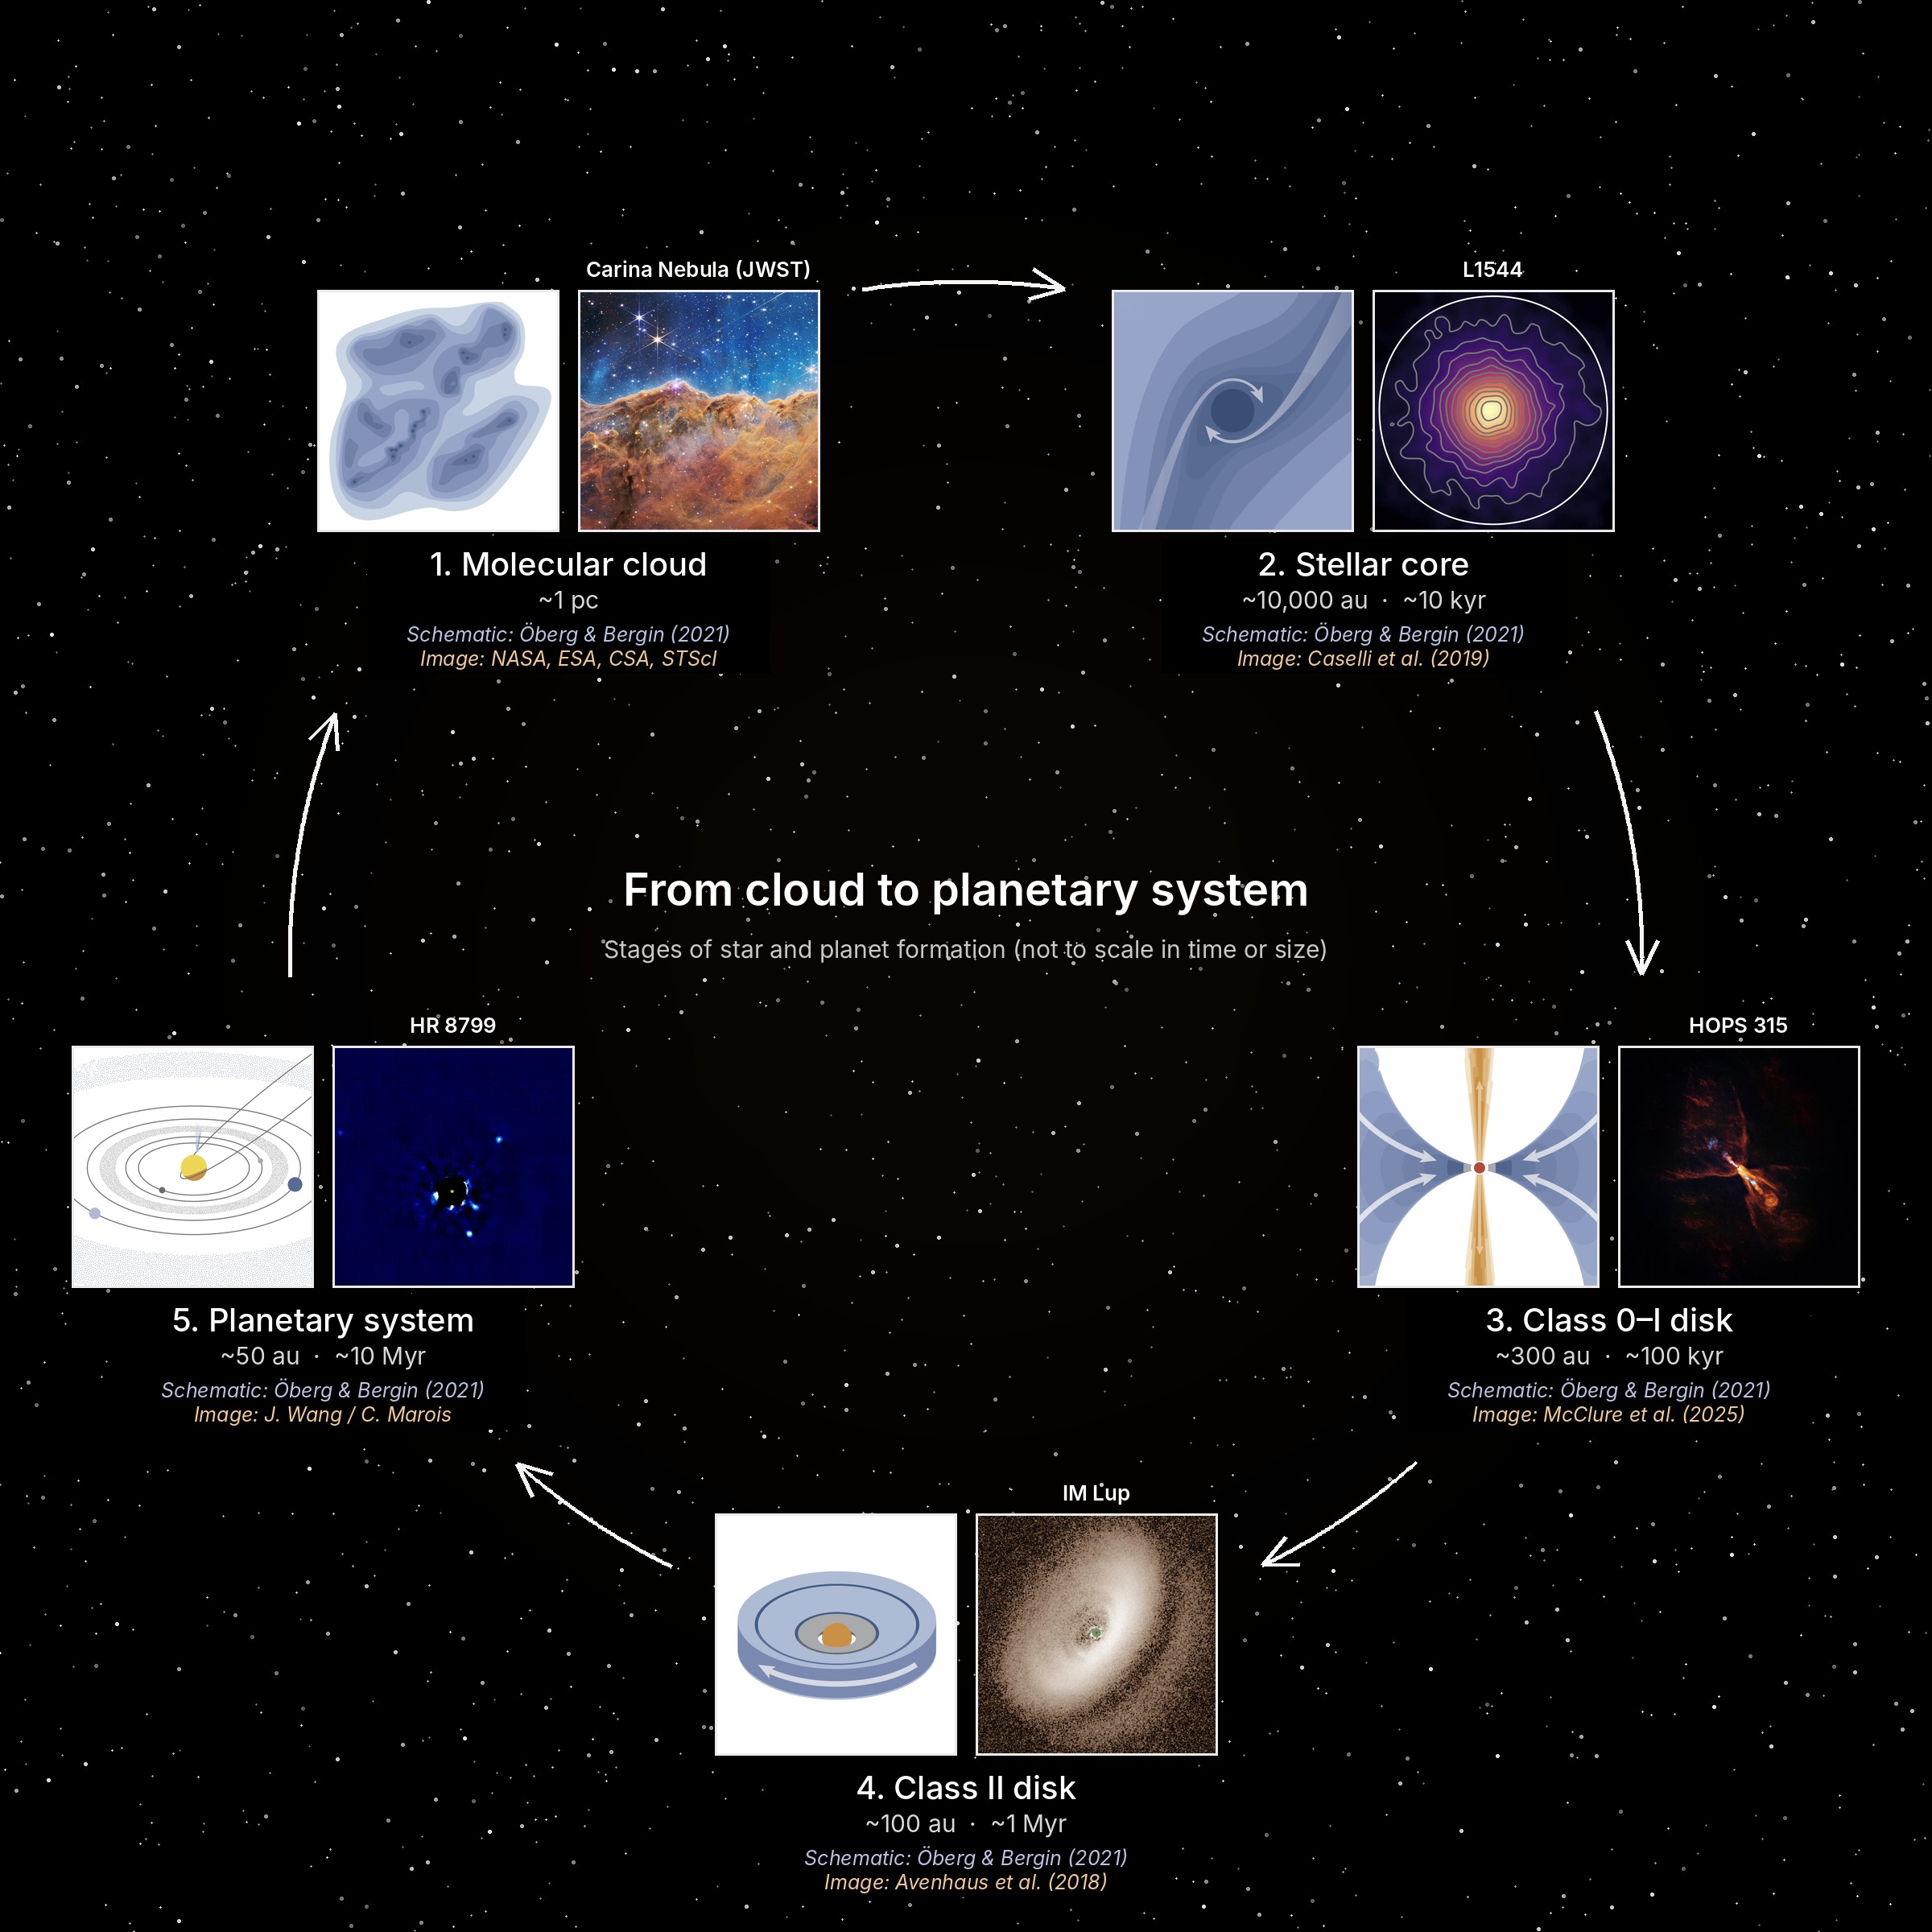 Carina Nebula (JWST)
1. Molecular cloud
~1 pc
Schematic: Öberg & Bergin (2021)
Image: NASA, ESA, CSA, STScI
L1544
2. Stellar core
~10,000 au · ~10 kyr
Schematic: Öberg & Bergin (2021)
Image: Caselli et al. (2019)
From cloud to planetary system
Stages of star and planet formation (not to scale in time or size)
HOPS 315
3. Class 0–I disk
~300 au · ~100 kyr
Schematic: Öberg & Bergin (2021)
Image: McClure et al. (2025)
IM Lup
4. Class II disk
~100 au · ~1 Myr
Schematic: Öberg & Bergin (2021)
Image: Avenhaus et al. (2018)
HR 8799
5. Planetary system
~50 au · ~10 Myr
Schematic: Öberg & Bergin (2021)
Image: J. Wang / C. Marois